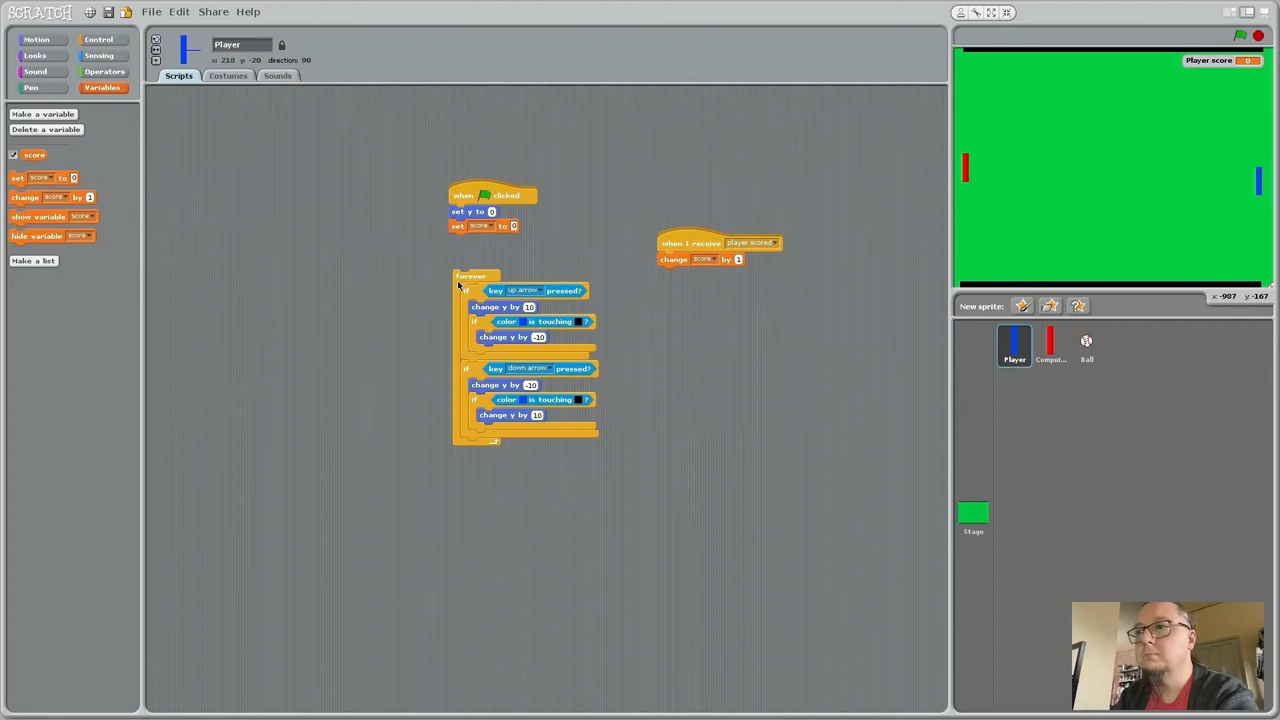 SCRATCH File Edit Share Help
Motion Control
Looks Sensing
Sound Operators
Pen Variables
Make a variable
Delete a variable
score
set score to 0
change score by 1
show variable score
hide variable score
Make a list
Player
x: 218 y: -20 direction: 90
Scripts Costumes Sounds
when clicked
set y to 0
set score to 0
forever
if key up arrow pressed?
change y by 10
if color is touching ?
change y by -10
if key down arrow pressed?
change y by -10
if color is touching ?
change y by 10
when I receive player scored
change score by 1
Player score 0
x: -987 y: -167
New sprite:
Player Comput... Ball
Stage